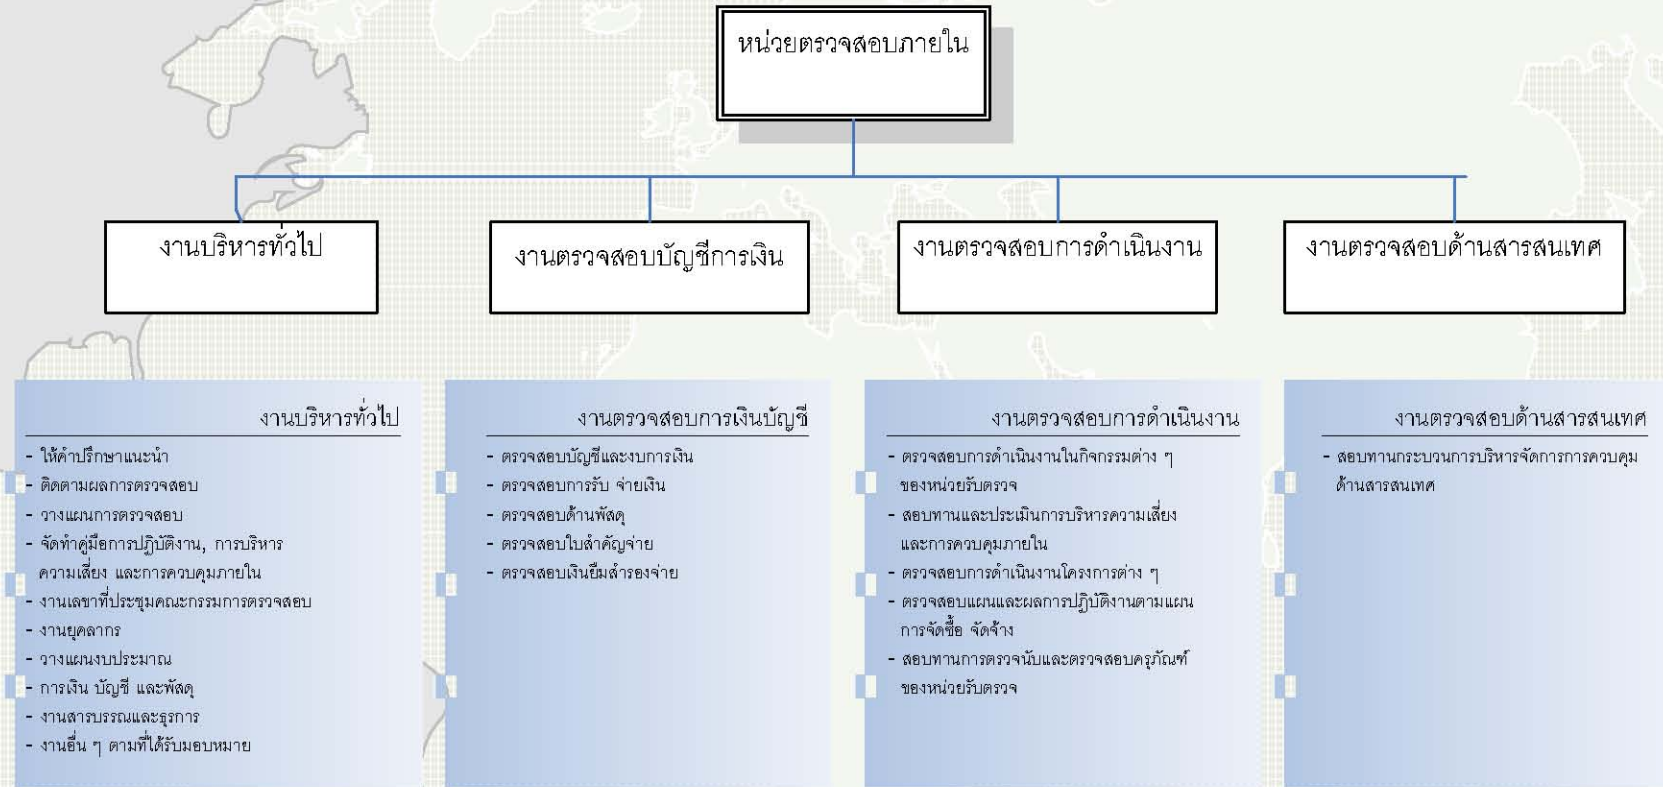 หน่วยตรวจสอบภายใน
งานบริหารทั่วไป
งานตรวจสอบบัญชีการเงิน
งานตรวจสอบการดำเนินงาน
งานตรวจสอบด้านสารสนเทศ
งานบริหารทั่วไป
- ให้คำปรึกษาแนะนำ
- ติดตามผลการตรวจสอบ
- วางแผนการตรวจสอบ
- จัดทำคู่มือการปฏิบัติงาน, การบริหาร
ความเสี่ยง และการควบคุมภายใน
- งานเลขาที่ประชุมคณะกรรมการตรวจสอบ
- งานบุคลากร
- วางแผนงบประมาณ
- การเงิน บัญชี และพัสดุ
- งานสารบรรณและธุรการ
- งานอื่น ๆ ตามที่ได้รับมอบหมาย
งานตรวจสอบการเงินบัญชี
- ตรวจสอบบัญชีและงบการเงิน
- ตรวจสอบการรับ จ่ายเงิน
- ตรวจสอบด้านพัสดุ
- ตรวจสอบใบสำคัญจ่าย
- ตรวจสอบเงินยืมสำรองจ่าย
งานตรวจสอบการดำเนินงาน
- ตรวจสอบการดำเนินงานในกิจกรรมต่าง ๆ
ของหน่วยรับตรวจ
- สอบทานและประเมินการบริหารความเสี่ยง
และการควบคุมภายใน
- ตรวจสอบการดำเนินงานโครงการต่าง ๆ
- ตรวจสอบแผนและผลการปฏิบัติงานตามแผน
การจัดซื้อ จัดจ้าง
- สอบทานการตรวจนับและตรวจสอบครุภัณฑ์
ของหน่วยรับตรวจ
งานตรวจสอบด้านสารสนเทศ
- สอบทานกระบวนการบริหารจัดการการควบคุม
ด้านสารสนเทศ